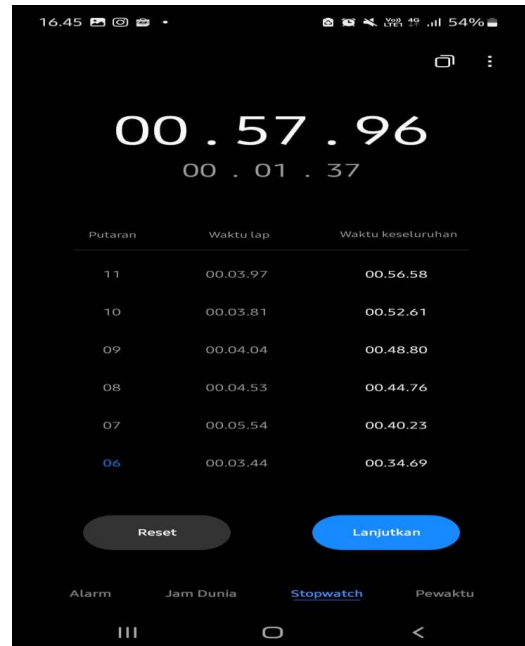 16.45 VoO) 4G LTE1 54%
00 . 57 . 96
00 . 01 . 37
Putaran Waktu lap Waktu keseluruhan
11 00.03.97 00.56.58
10 00.03.81 00.52.61
09 00.04.04 00.48.80
08 00.04.53 00.44.76
07 00.05.54 00.40.23
06 00.03.44 00.34.69
Reset Lanjutkan
Alarm Jam Dunia Stopwatch Pewaktu